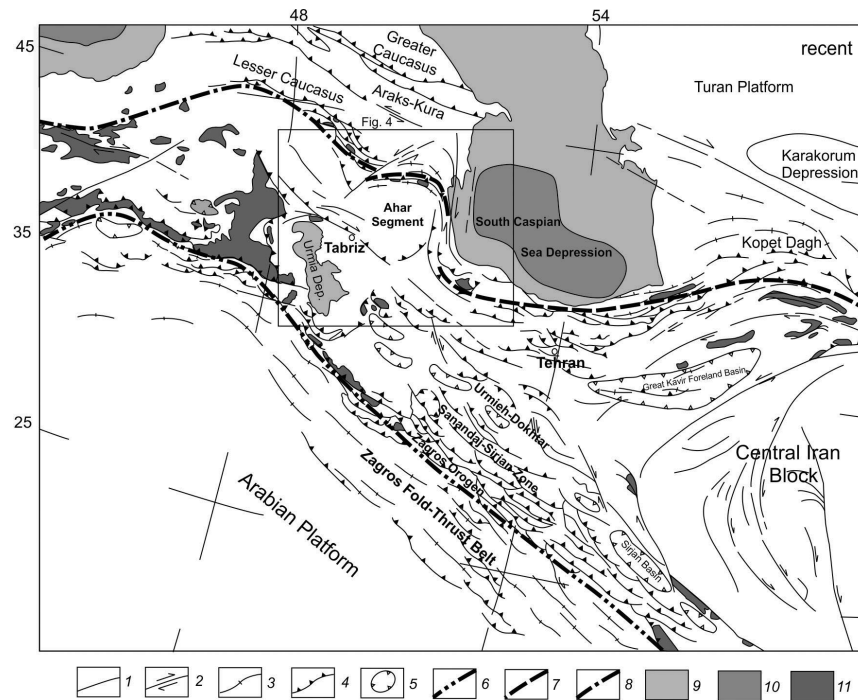 48
54
45
recent
Greater
Caucasus
Lesser Caucasus
Araks-Kura
Turan Platform
Fig. 4
Karakorum
Depression
Ahar
Segment
South Caspian
35
Tabriz
Kopet Dagh
Sea Depression
Urmia Dep.
Tehran
Great Kavir Foreland Basin
Urmieh-Dokhtar
25
Sanandaj-Sirjan Zone
Central Iran
Block
Zagros Orogen
Zagros Fold-Thrust Belt
Arabian Platform
Sirjan Basin
1 2 3 4 5 6 7 8 9 10 11